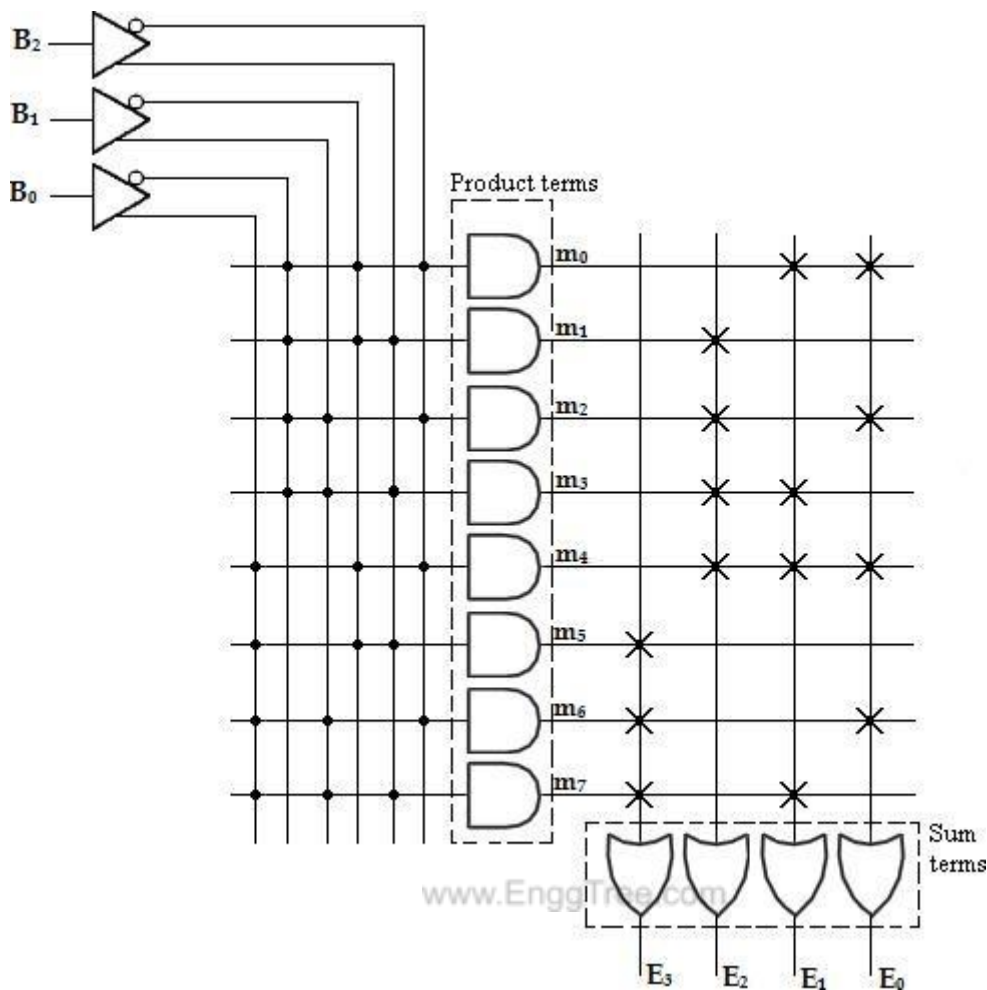 B₂
B₁
B₀
Product terms
m₀
m₁
m₂
m₃
m₄
m₅
m₆
m₇
Sum
terms
www.EnggTree.com
E₃ E₂ E₁ E₀